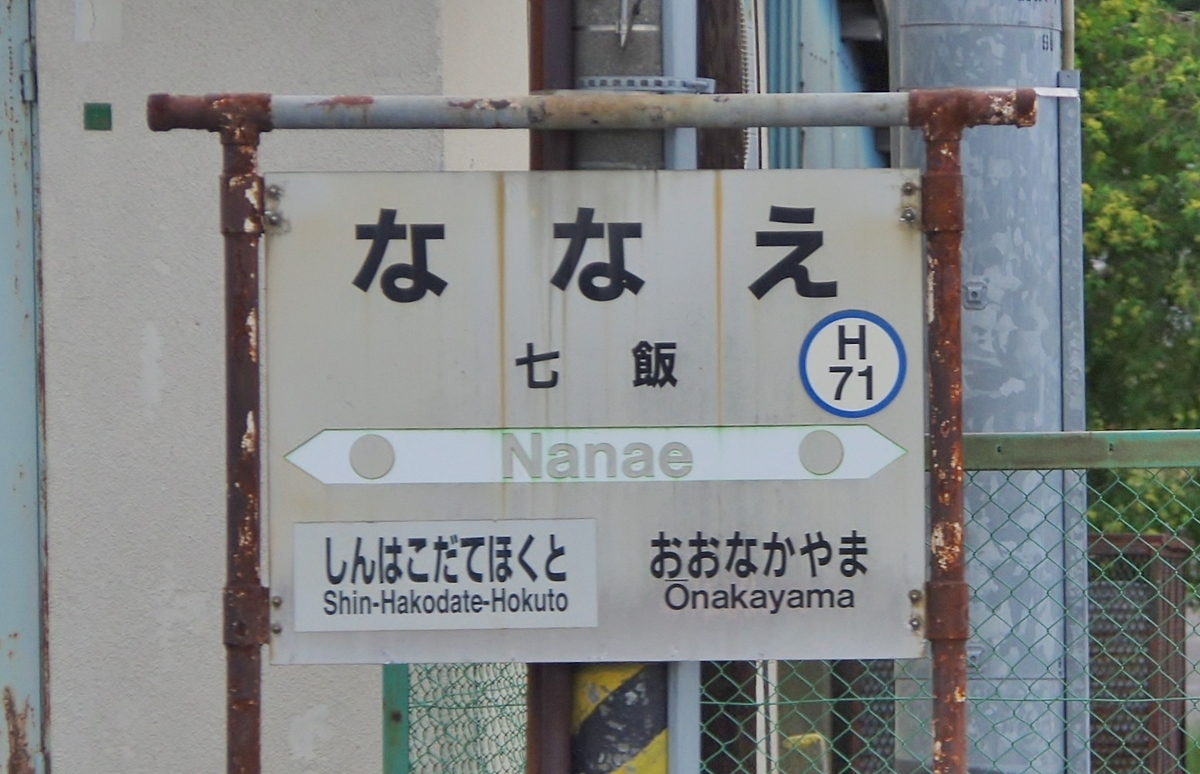 ななえ
七飯
H
71
Nanae
しんはこだてほくと
Shin-Hakodate-Hokuto
おおなかやま
Ōnakayama